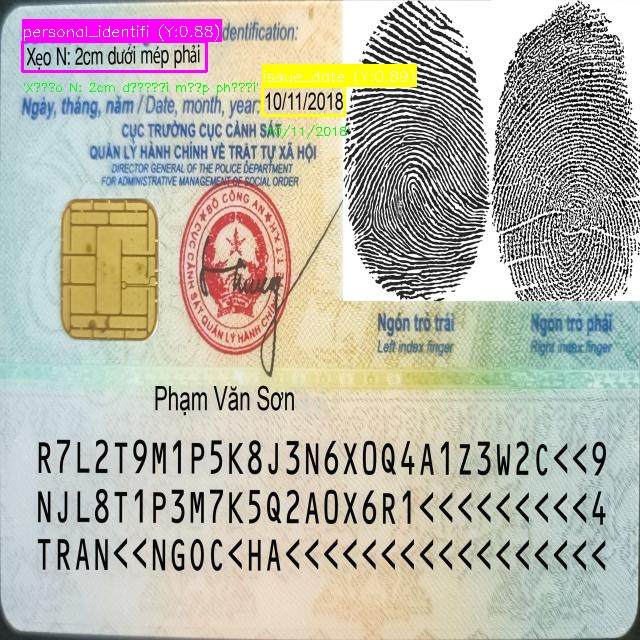 personal_identifi (Y:0.88)
dentification:
Xẹo N: 2cm dưới mép phải
'X???o N: 2cm d?????i m??p ph???i'
issue_date (Y:0.89)
Ngày, tháng, năm / Date, month, year:
10/11/2018
10/11/2018
CỤC TRƯỞNG CỤC CẢNH SÁT
QUẢN LÝ HÀNH CHÍNH VỀ TRẬT TỰ XÃ HỘI
DIRECTOR GENERAL OF THE POLICE DEPARTMENT
FOR ADMINISTRATIVE MANAGEMENT OF SOCIAL ORDER
BỘ CÔNG AN
CỤC CẢNH SÁT QUẢN LÝ HÀNH CHÍNH
Ngón trỏ trái
Left index finger
Ngón trỏ phải
Right index finger
Phạm Văn Sơn
R7L2T9M1P5K8J3N6X0Q4A1Z3W2C<<9
NJL8T1P3M7K5Q2A0X6R1<<<<<<<<<4
TRAN<<NGOC<HA<<<<<<<<<<<<<<<<<